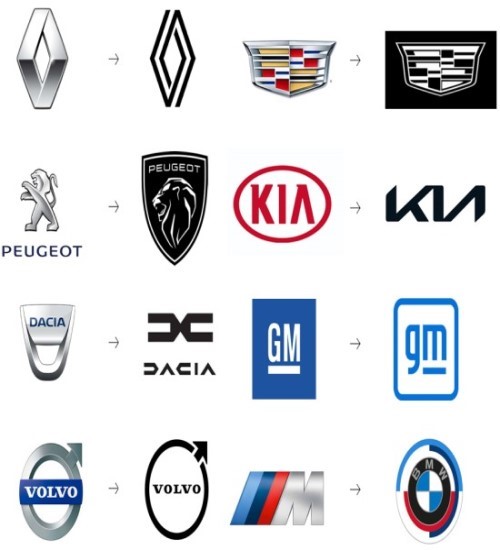 PEUGEOT
PEUGEOT
KIA
KIA
DACIA
DACIA
GM
gm
VOLVO
VOLVO
M
BMW